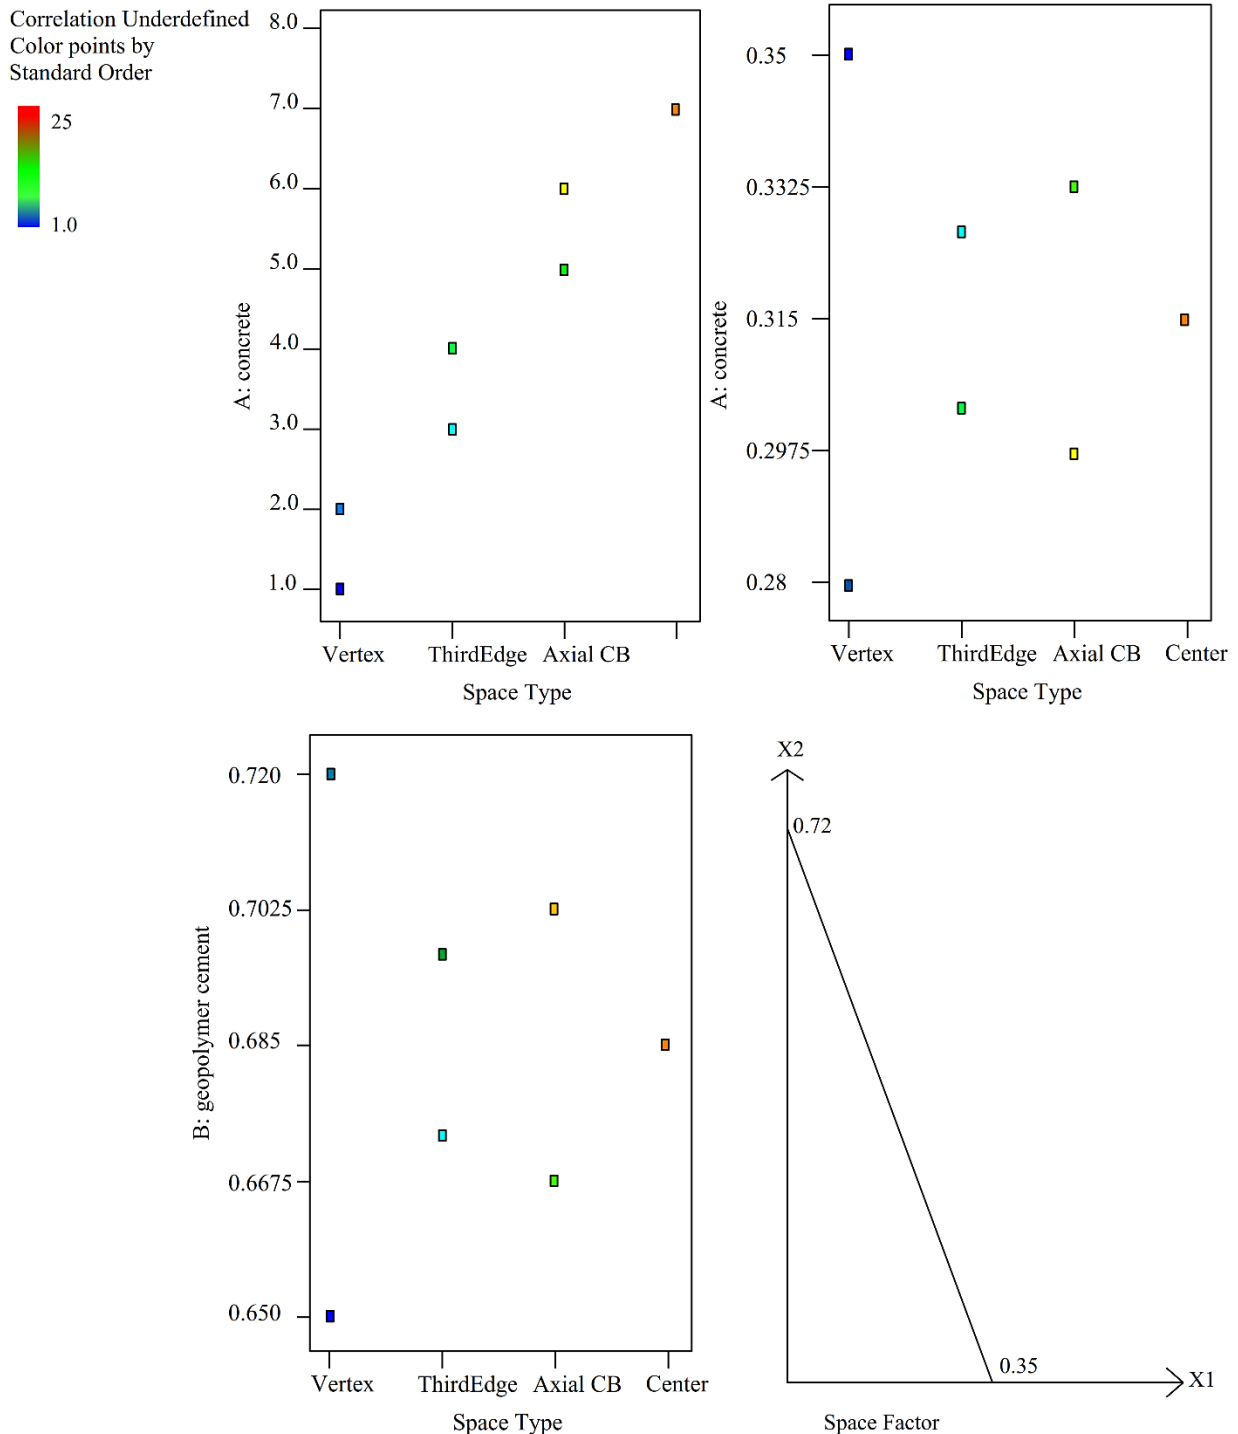 Correlation Underdefined
Color points by
Standard Order
25
1.0
8.0
7.0
6.0
5.0
4.0
3.0
2.0
1.0
A: concrete
Vertex ThirdEdge Axial CB
Space Type
0.35
0.3325
0.315
0.2975
0.28
A: concrete
Vertex ThirdEdge Axial CB Center
Space Type
0.720
0.7025
0.685
0.6675
0.650
B: geopolymer cement
Vertex ThirdEdge Axial CB Center
Space Type
X2
0.72
0.35
X1
Space Factor